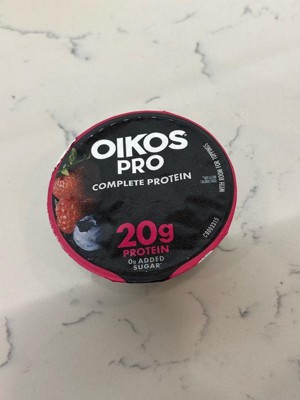 OIKOS
PRO
COMPLETE PROTEIN
20g
PROTEIN
0g ADDED
SUGAR*